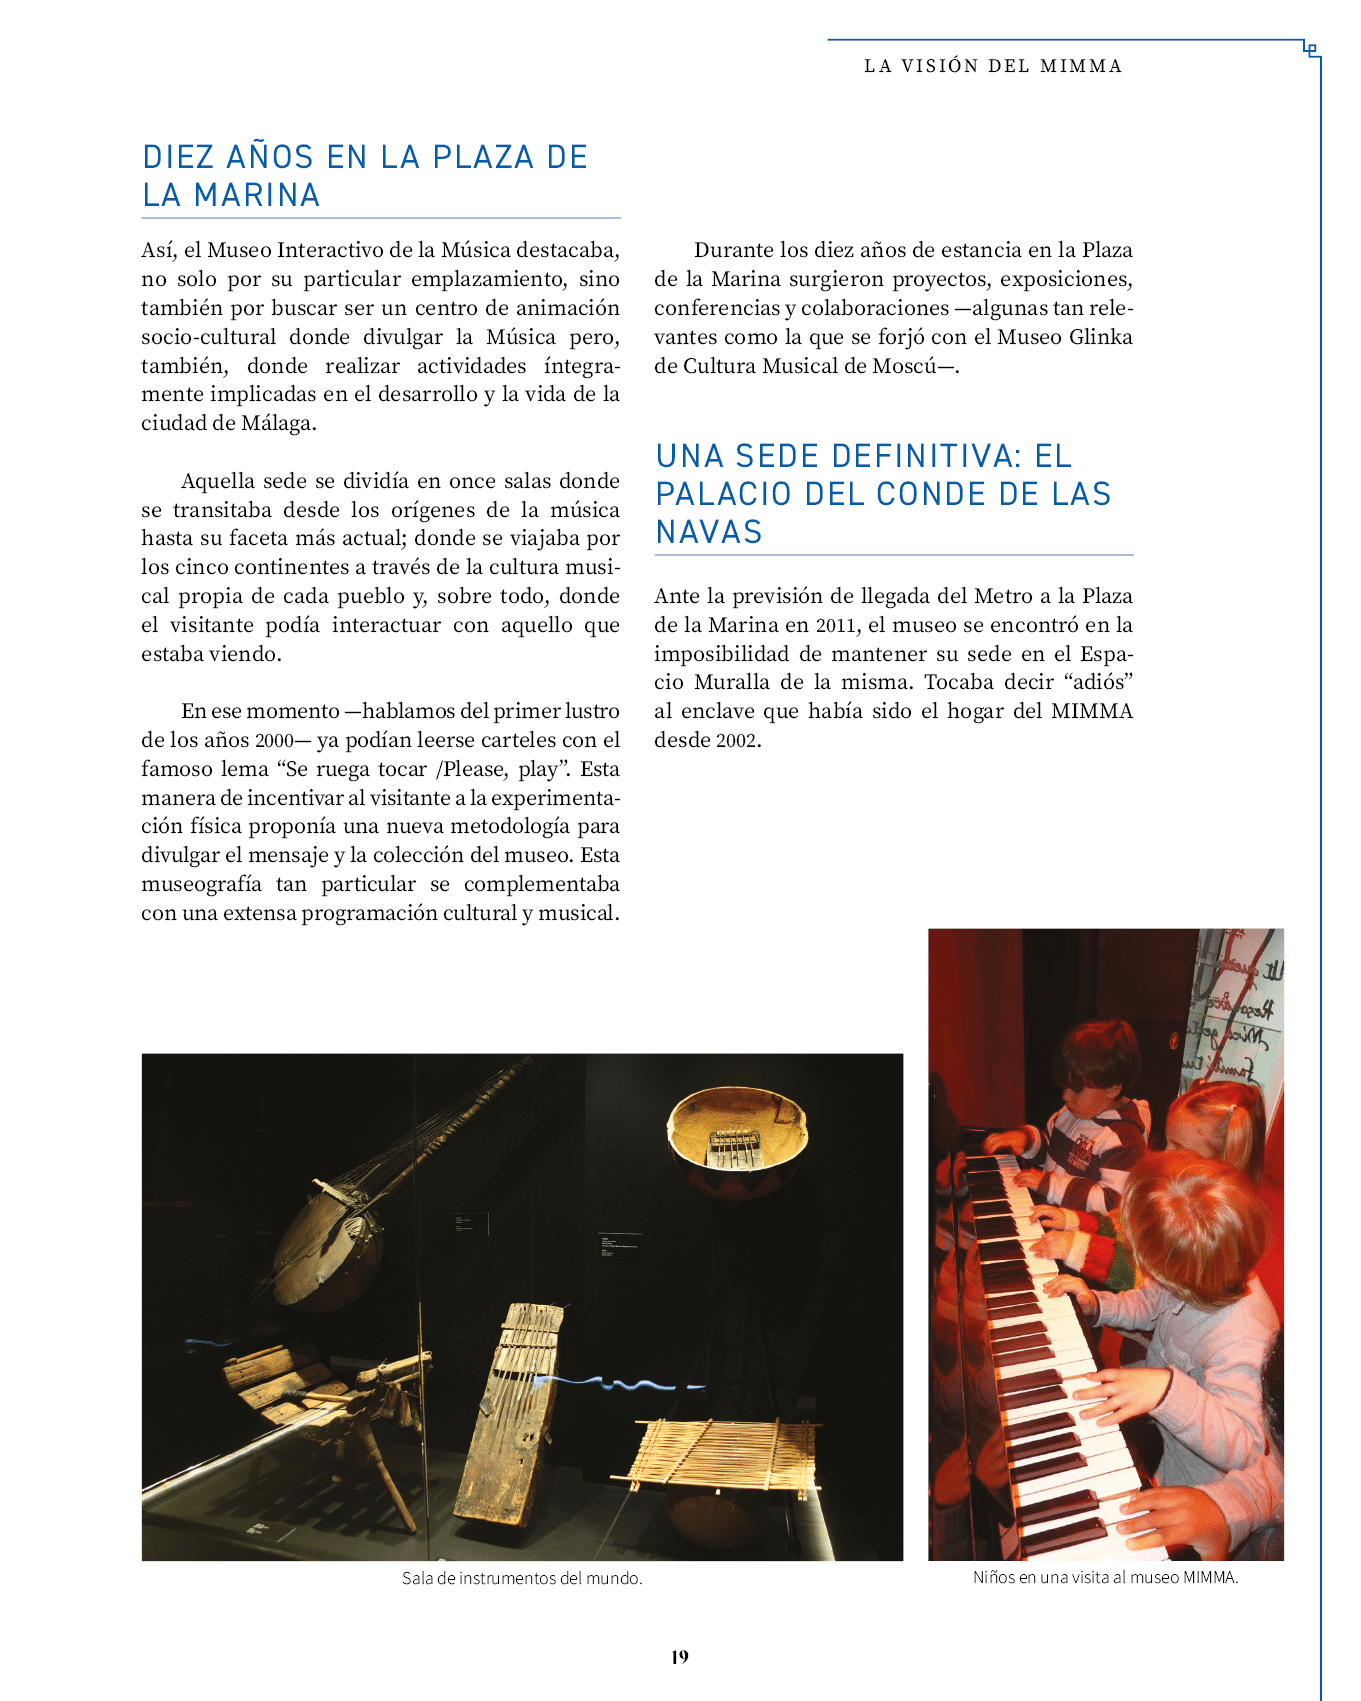 LA VISIÓN DEL MIMMA
DIEZ AÑOS EN LA PLAZA DE
LA MARINA
Así, el Museo Interactivo de la Música destacaba,
no solo por su particular emplazamiento, sino
también por buscar ser un centro de animación
socio-cultural donde divulgar la Música pero,
también, donde realizar actividades íntegra-
mente implicadas en el desarrollo y la vida de la
ciudad de Málaga.
Aquella sede se dividía en once salas donde
se transitaba desde los orígenes de la música
hasta su faceta más actual; donde se viajaba por
los cinco continentes a través de la cultura musi-
cal propia de cada pueblo y, sobre todo, donde
el visitante podía interactuar con aquello que
estaba viendo.
En ese momento —hablamos del primer lustro
de los años 2000— ya podían leerse carteles con el
famoso lema “Se ruega tocar /Please, play”. Esta
manera de incentivar al visitante a la experimenta-
ción física proponía una nueva metodología para
divulgar el mensaje y la colección del museo. Esta
museografía tan particular se complementaba
con una extensa programación cultural y musical.
Durante los diez años de estancia en la Plaza
de la Marina surgieron proyectos, exposiciones,
conferencias y colaboraciones —algunas tan rele-
vantes como la que se forjó con el Museo Glinka
de Cultura Musical de Moscú—.
UNA SEDE DEFINITIVA: EL
PALACIO DEL CONDE DE LAS
NAVAS
Ante la previsión de llegada del Metro a la Plaza
de la Marina en 2011, el museo se encontró en la
imposibilidad de mantener su sede en el Espa-
cio Muralla de la misma. Tocaba decir “adiós”
al enclave que había sido el hogar del MIMMA
desde 2002.
Sala de instrumentos del mundo.
Niños en una visita al museo MIMMA.
19